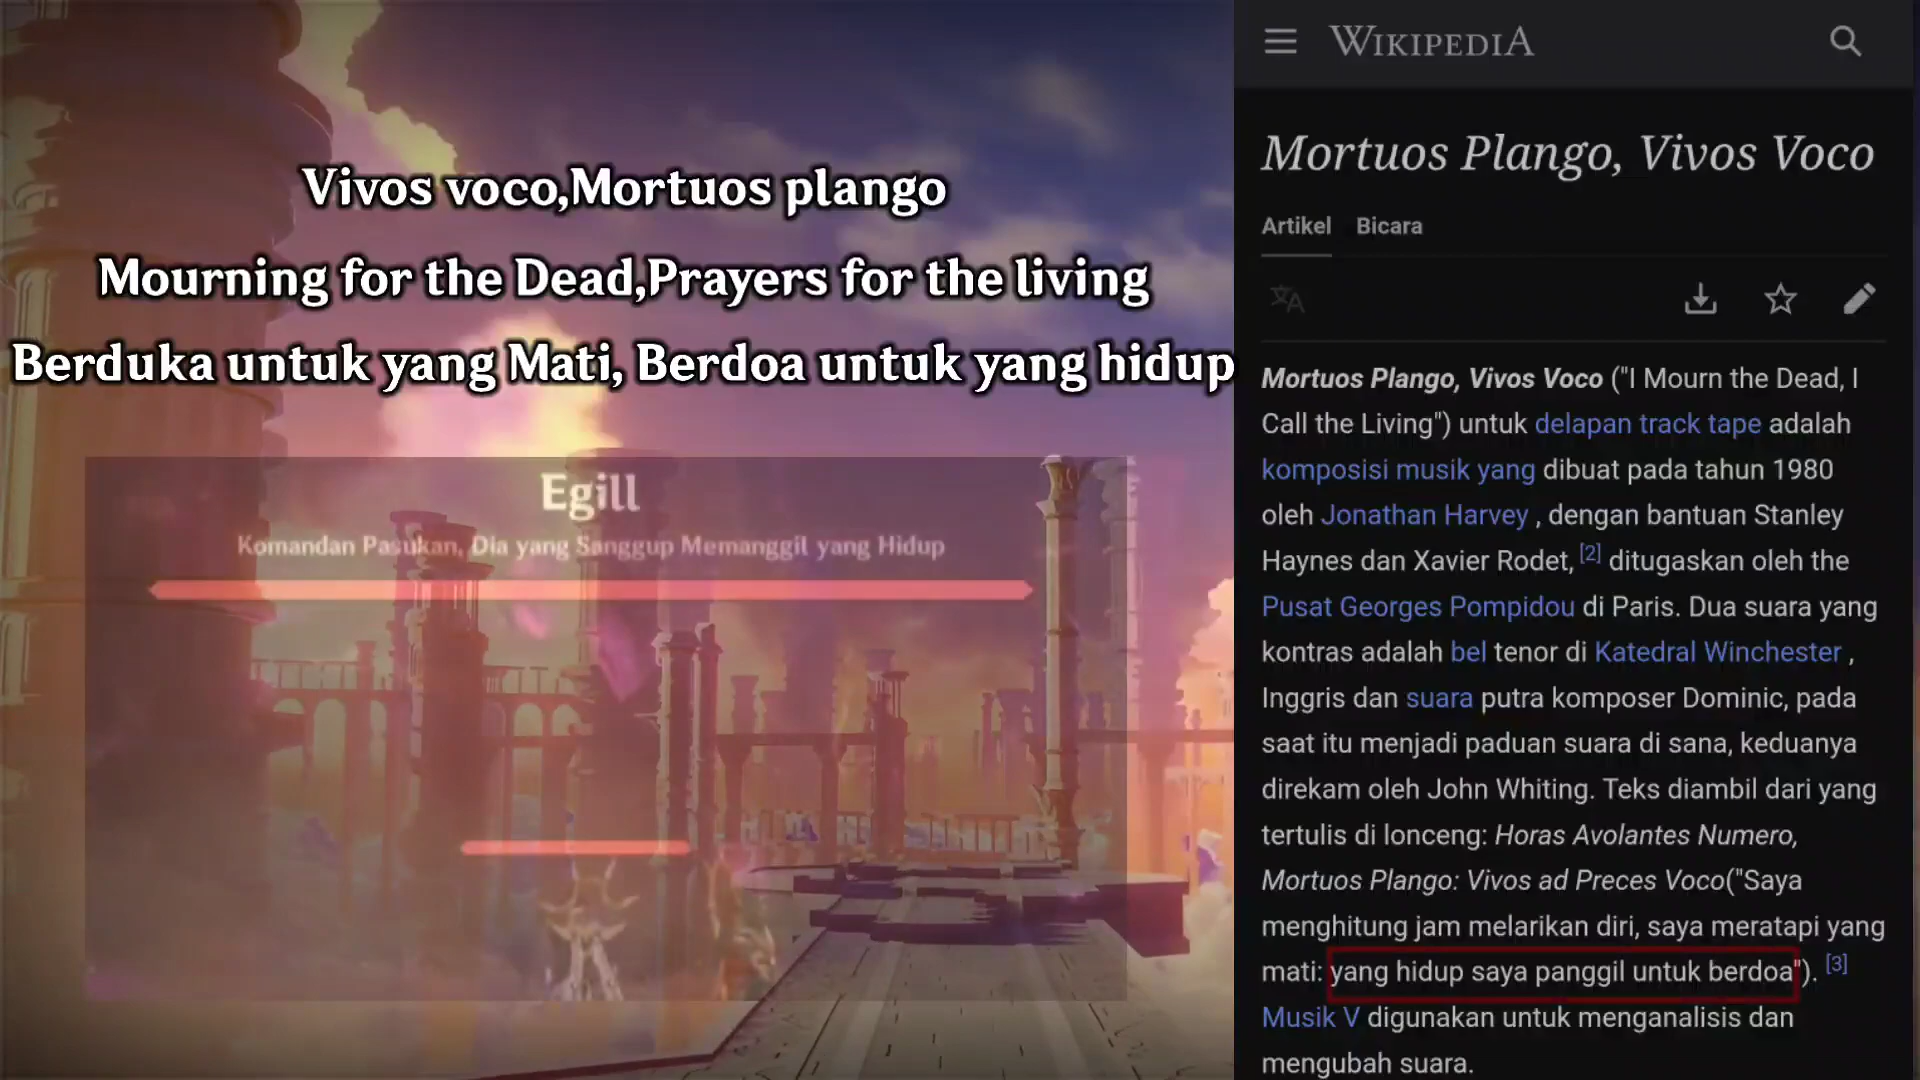 Vivos voco,Mortuos plango
Mourning for the Dead,Prayers for the living
Berduka untuk yang Mati, Berdoa untuk yang hidup
Egill
Komandan Pasukan, Dia yang Sanggup Memanggil yang Hidup
WIKIPEDIA
Mortuos Plango, Vivos Voco
Artikel Bicara
Mortuos Plango, Vivos Voco ("I Mourn the Dead, I
Call the Living") untuk delapan track tape adalah
komposisi musik yang dibuat pada tahun 1980
oleh Jonathan Harvey , dengan bantuan Stanley
Haynes dan Xavier Rodet, [2] ditugaskan oleh the
Pusat Georges Pompidou di Paris. Dua suara yang
kontras adalah bel tenor di Katedral Winchester ,
Inggris dan suara putra komposer Dominic, pada
saat itu menjadi paduan suara di sana, keduanya
direkam oleh John Whiting. Teks diambil dari yang
tertulis di lonceng: Horas Avolantes Numero,
Mortuos Plango: Vivos ad Preces Voco("Saya
menghitung jam melarikan diri, saya meratapi yang
mati: yang hidup saya panggil untuk berdoa"). [3]
Musik V digunakan untuk menganalisis dan
mengubah suara.